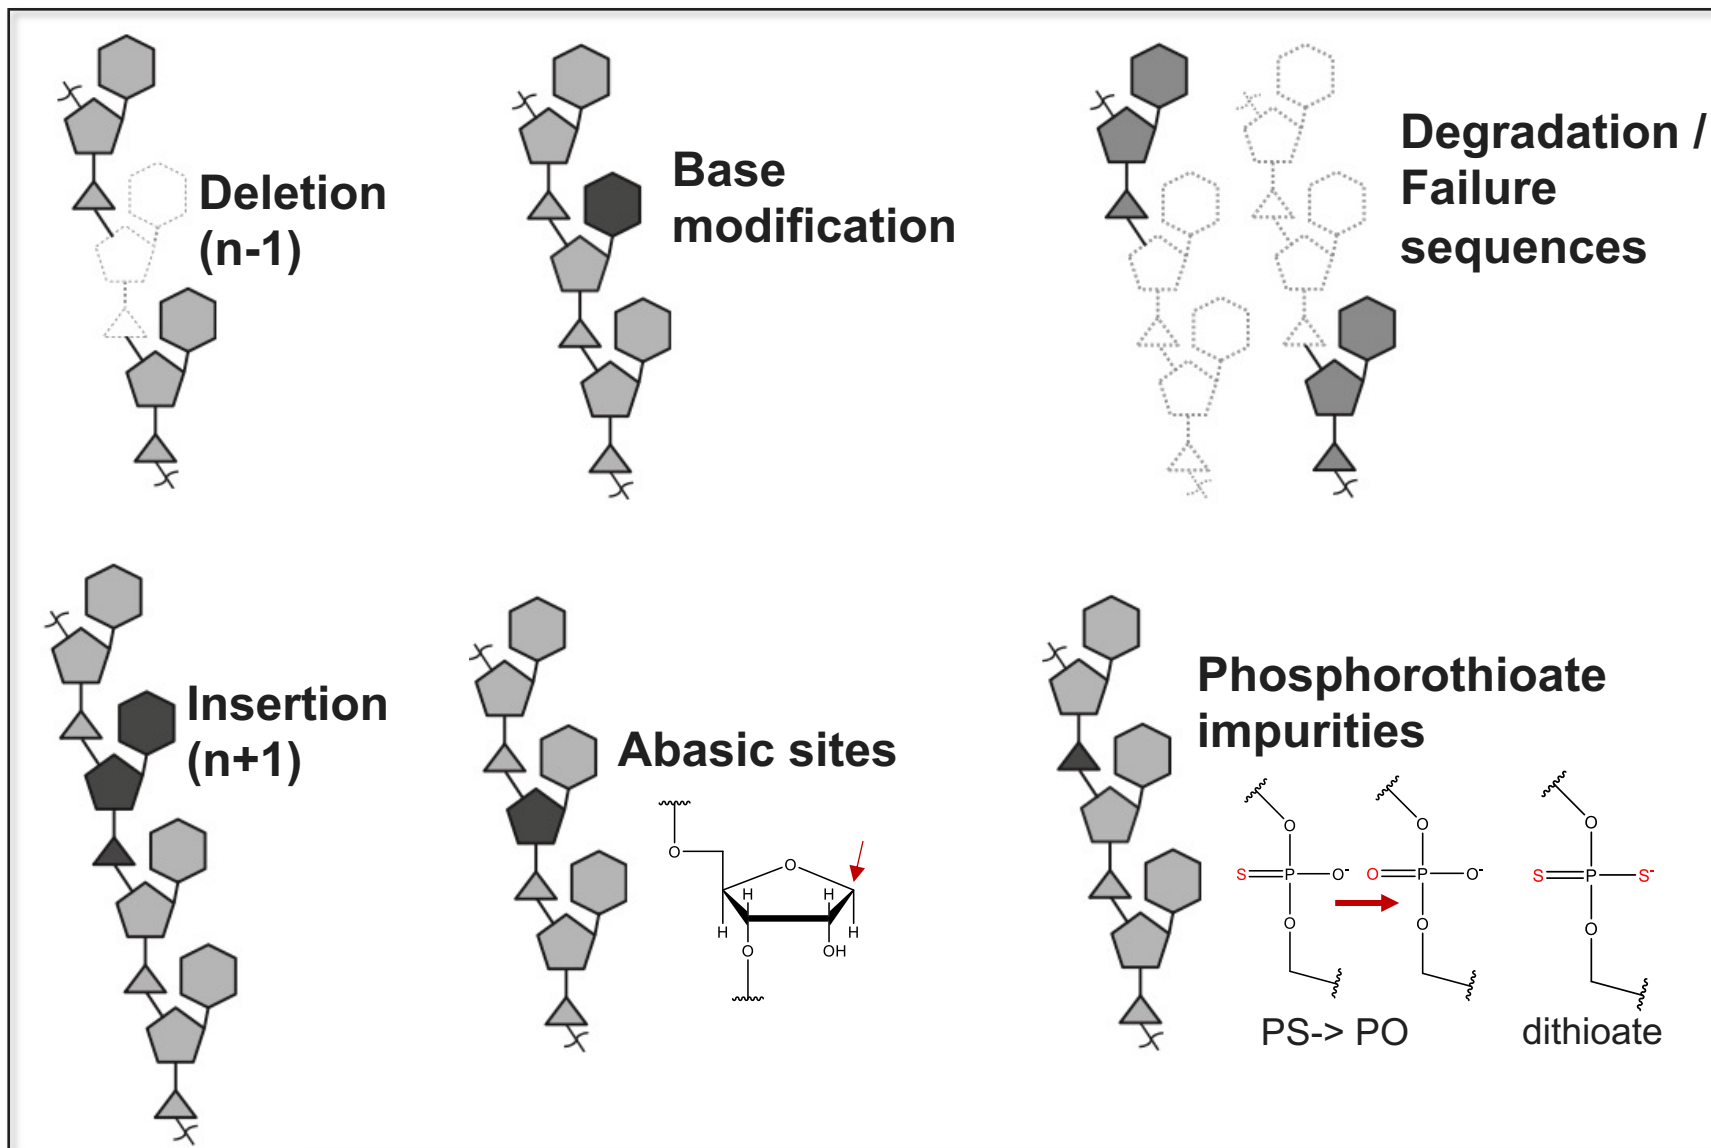 Deletion
(n-1)
Base
modification
Degradation /
Failure
sequences
Insertion
(n+1)
Abasic sites
O
O
H
H
H
H
O
OH
Phosphorothioate
impurities
O
S
P
O-
O
O
O
P
O-
O
O
S
P
S-
O
PS-> PO
dithioate